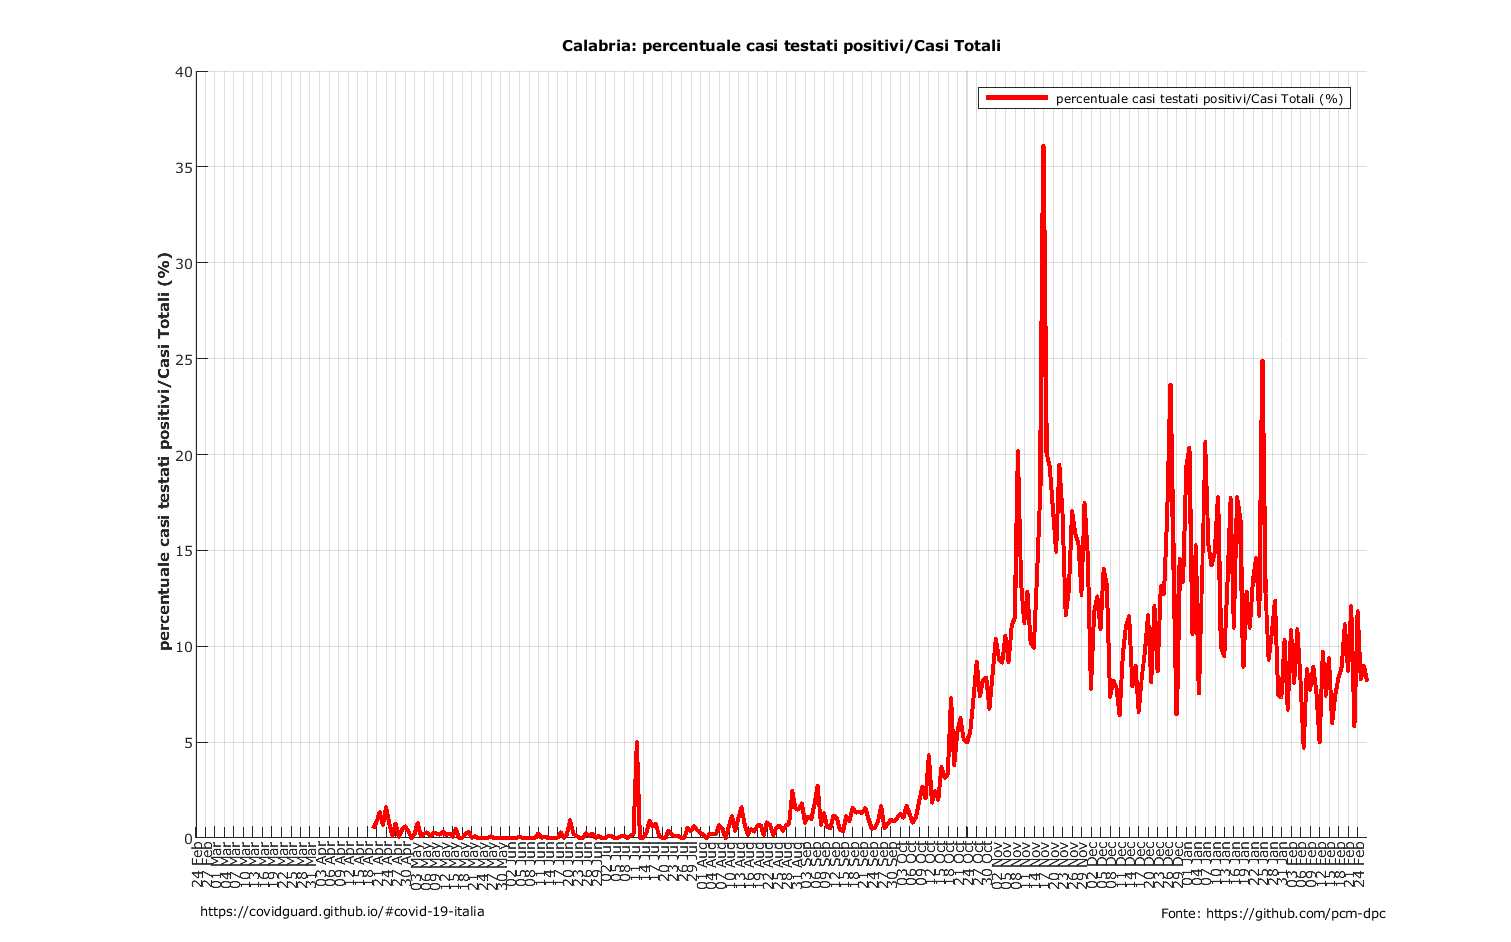 Calabria: percentuale casi testati positivi/Casi Totali
percentuale casi testati positivi/Casi Totali (%)
percentuale casi testati positivi/Casi Totali (%)
40
35
30
25
20
15
10
5
0
24 Feb
27 Feb
01 Mar
04 Mar
07 Mar
10 Mar
13 Mar
16 Mar
19 Mar
22 Mar
25 Mar
28 Mar
31 Mar
03 Apr
06 Apr
09 Apr
12 Apr
15 Apr
18 Apr
21 Apr
24 Apr
27 Apr
30 Apr
03 May
06 May
09 May
12 May
15 May
18 May
21 May
24 May
27 May
30 May
02 Jun
05 Jun
08 Jun
11 Jun
14 Jun
17 Jun
20 Jun
23 Jun
26 Jun
29 Jun
02 Jul
05 Jul
08 Jul
11 Jul
14 Jul
17 Jul
20 Jul
23 Jul
26 Jul
29 Jul
01 Aug
04 Aug
07 Aug
10 Aug
13 Aug
16 Aug
19 Aug
22 Aug
25 Aug
28 Aug
31 Aug
03 Sep
06 Sep
09 Sep
12 Sep
15 Sep
18 Sep
21 Sep
24 Sep
27 Sep
30 Sep
03 Oct
06 Oct
09 Oct
12 Oct
15 Oct
18 Oct
21 Oct
24 Oct
27 Oct
30 Oct
02 Nov
05 Nov
08 Nov
11 Nov
14 Nov
17 Nov
20 Nov
23 Nov
26 Nov
29 Nov
02 Dec
05 Dec
08 Dec
11 Dec
14 Dec
17 Dec
20 Dec
23 Dec
26 Dec
29 Dec
01 Jan
04 Jan
07 Jan
10 Jan
13 Jan
16 Jan
19 Jan
22 Jan
25 Jan
28 Jan
31 Jan
03 Feb
06 Feb
09 Feb
12 Feb
15 Feb
18 Feb
21 Feb
24 Feb
https://covidguard.github.io/#covid-19-italia
Fonte: https://github.com/pcm-dpc